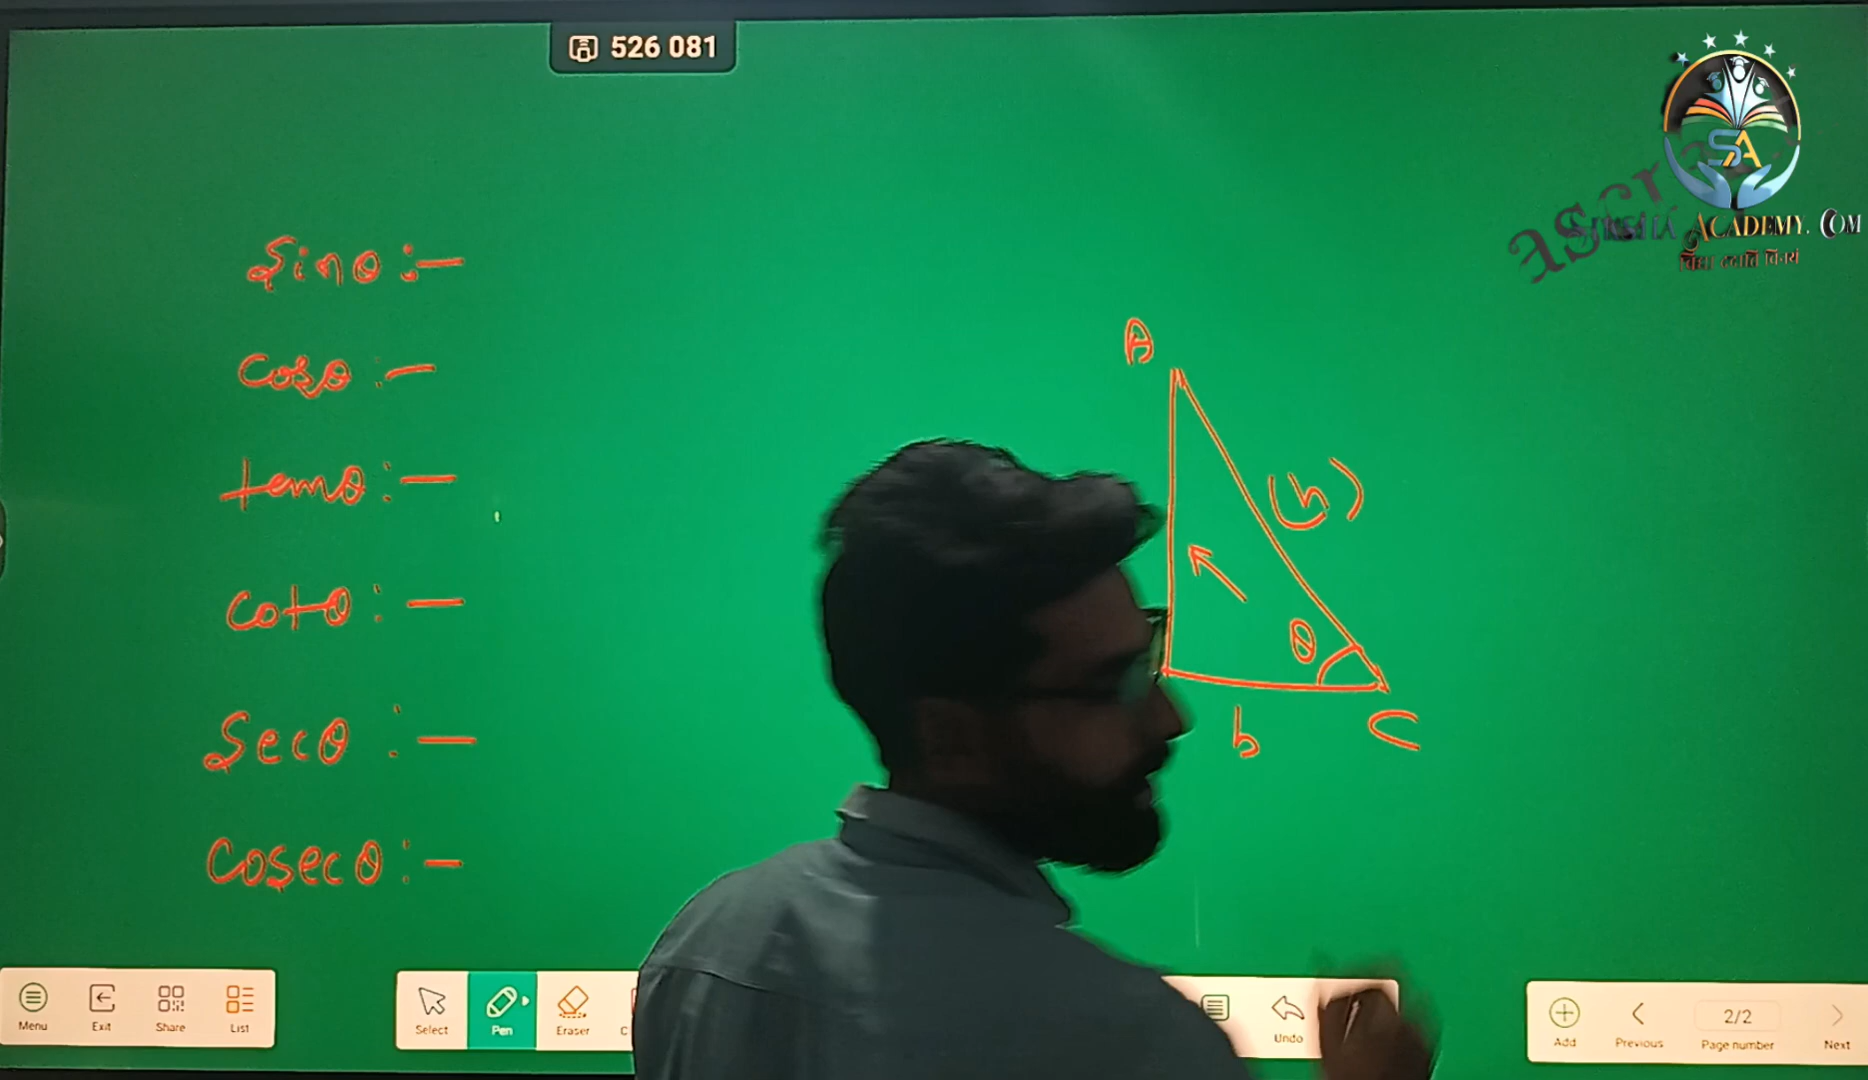 526 081
SA
ACADEMY. COM
Sinθ :-
A
Cosθ :-
tanθ :-
(h)
Cotθ :-
θ
Secθ :-
b
C
Cosecθ :-
Menu
Exit
Share
List
Select
Pen
Eraser
C
Undo
Add
Previous
2/2
Page number
Next